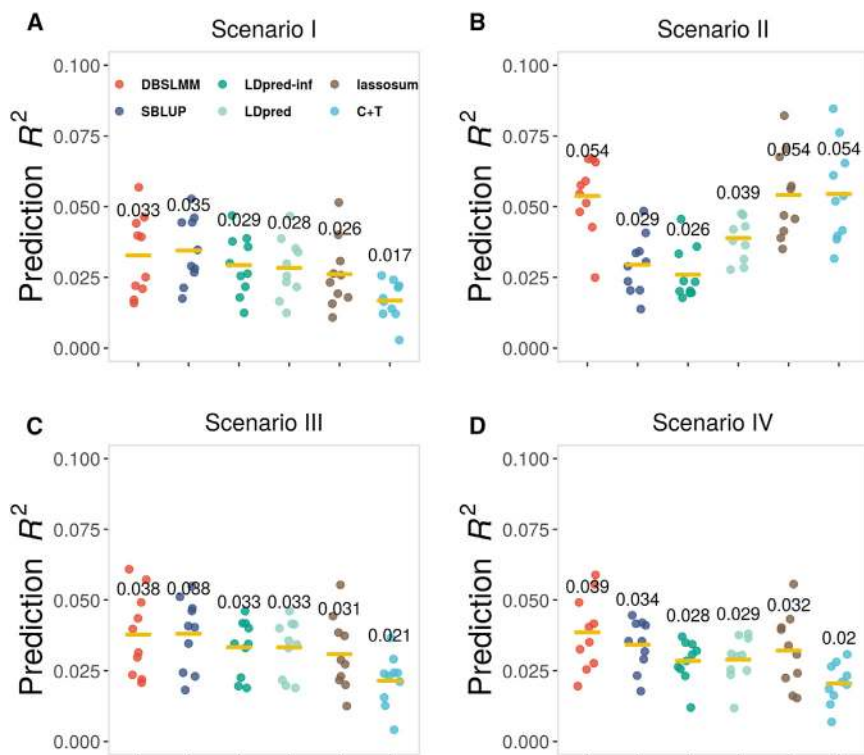 A
Scenario I
Prediction R²
0.100
0.075
0.050
0.025
0.000
DBSLMM
LDpred-inf
lassosum
SBLUP
LDpred
C+T
0.033
0.035
0.029
0.028
0.026
0.017
B
Scenario II
Prediction R²
0.100
0.075
0.050
0.025
0.000
0.054
0.029
0.026
0.039
0.054
0.054
C
Scenario III
Prediction R²
0.100
0.075
0.050
0.025
0.000
0.038
0.038
0.033
0.033
0.031
0.021
D
Scenario IV
Prediction R²
0.100
0.075
0.050
0.025
0.000
0.039
0.034
0.028
0.029
0.032
0.02